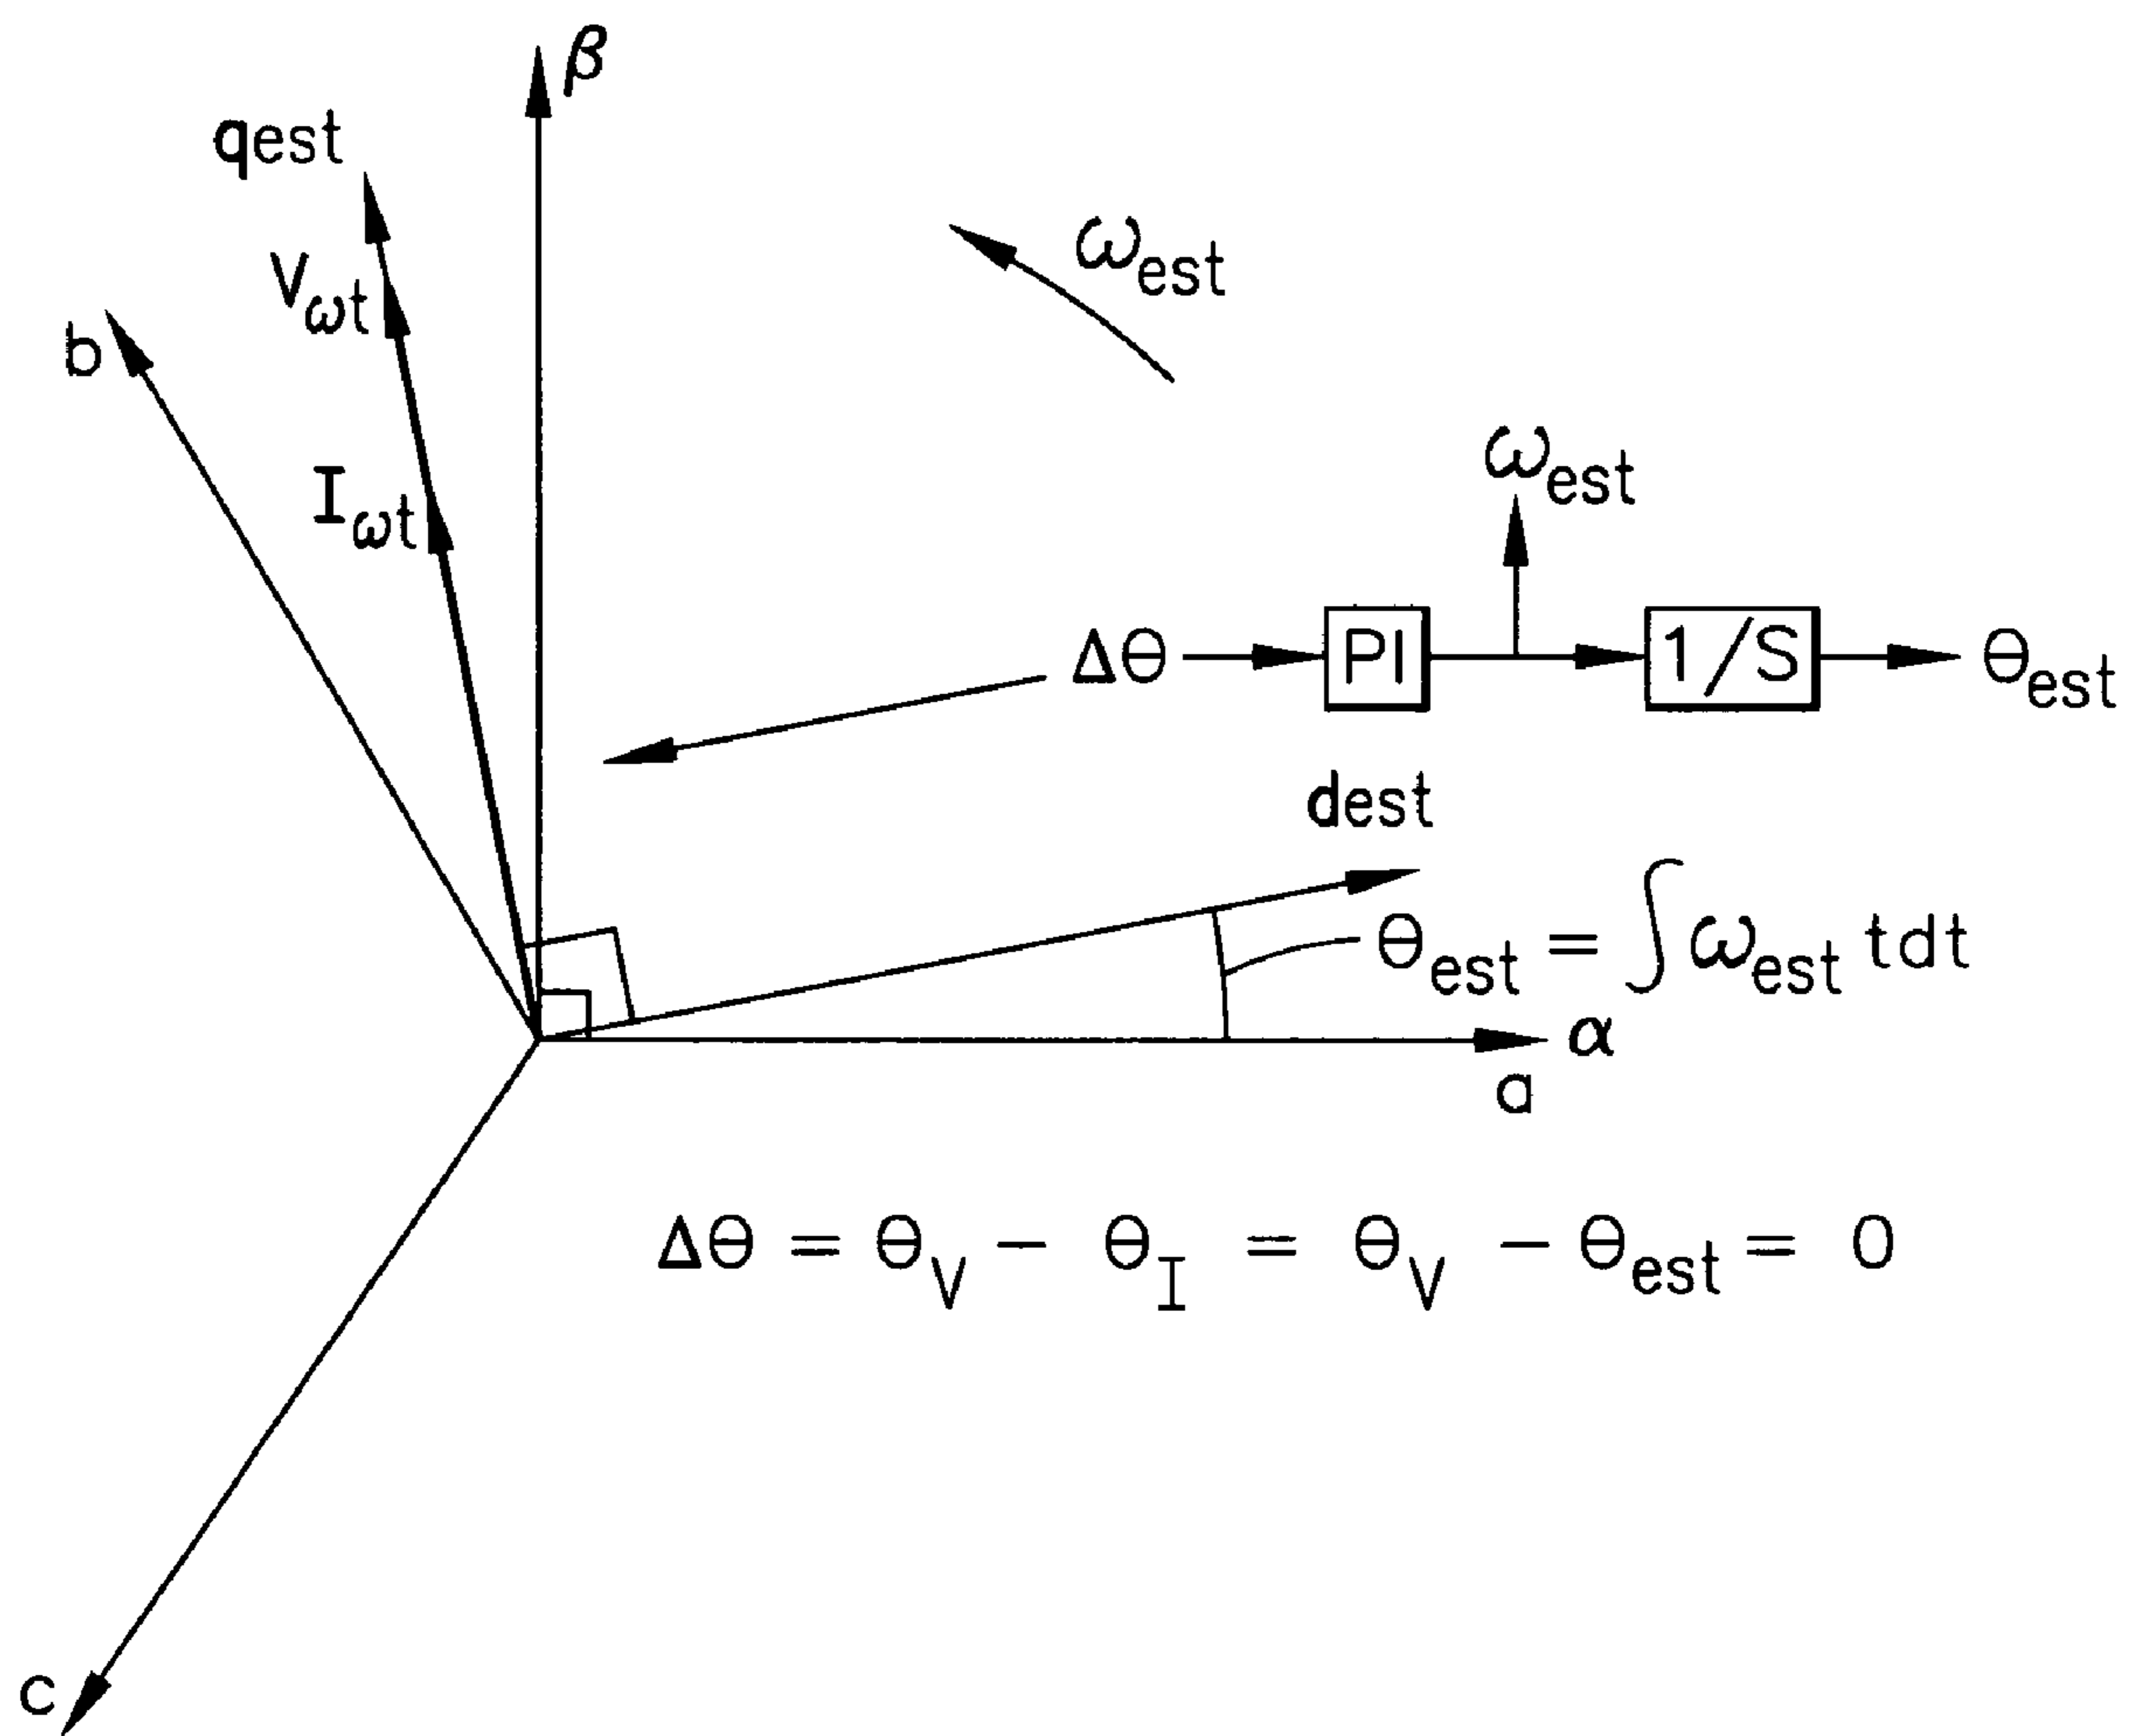 β
qest
V_ωt
ω_est
b
I_ωt
ω_est
Δθ PI 1/S θ_est
dest
θ_est = ∫ ω_est tdt
α
a
Δθ = θ_V − θ_I = θ_V − θ_est = 0
c